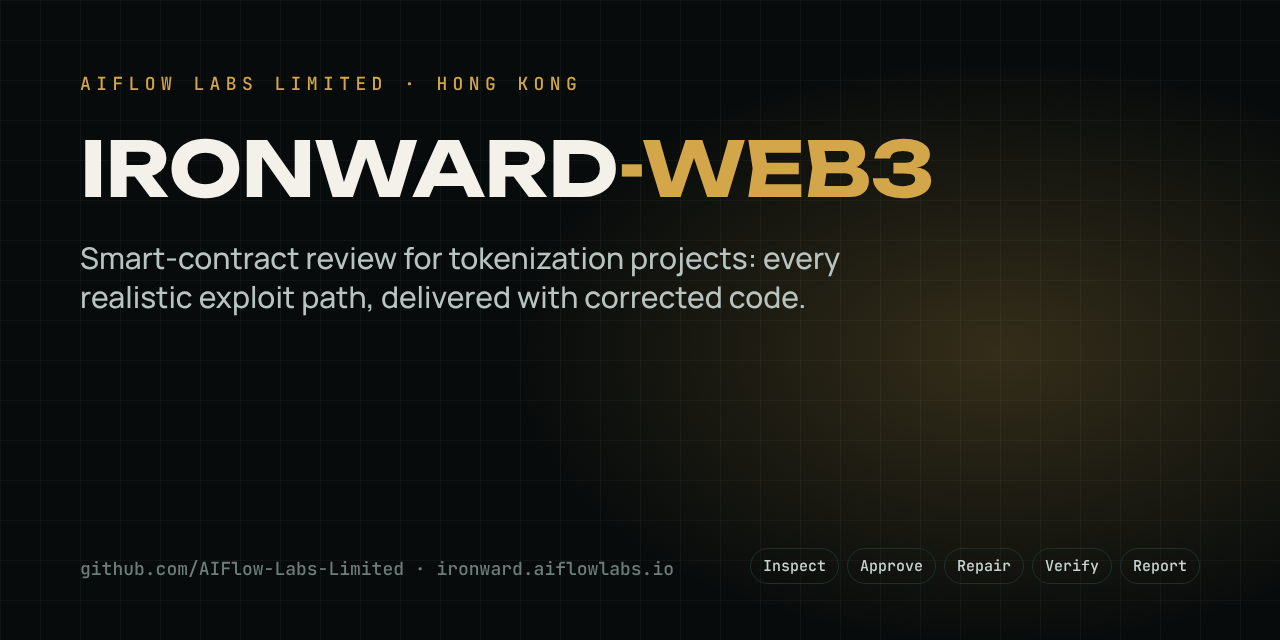 AIFLOW LABS LIMITED · HONG KONG
IRONWARD-WEB3
Smart-contract review for tokenization projects: every
realistic exploit path, delivered with corrected code.
github.com/AIFlow-Labs-Limited · ironward.aiflowlabs.io
Inspect
Approve
Repair
Verify
Report